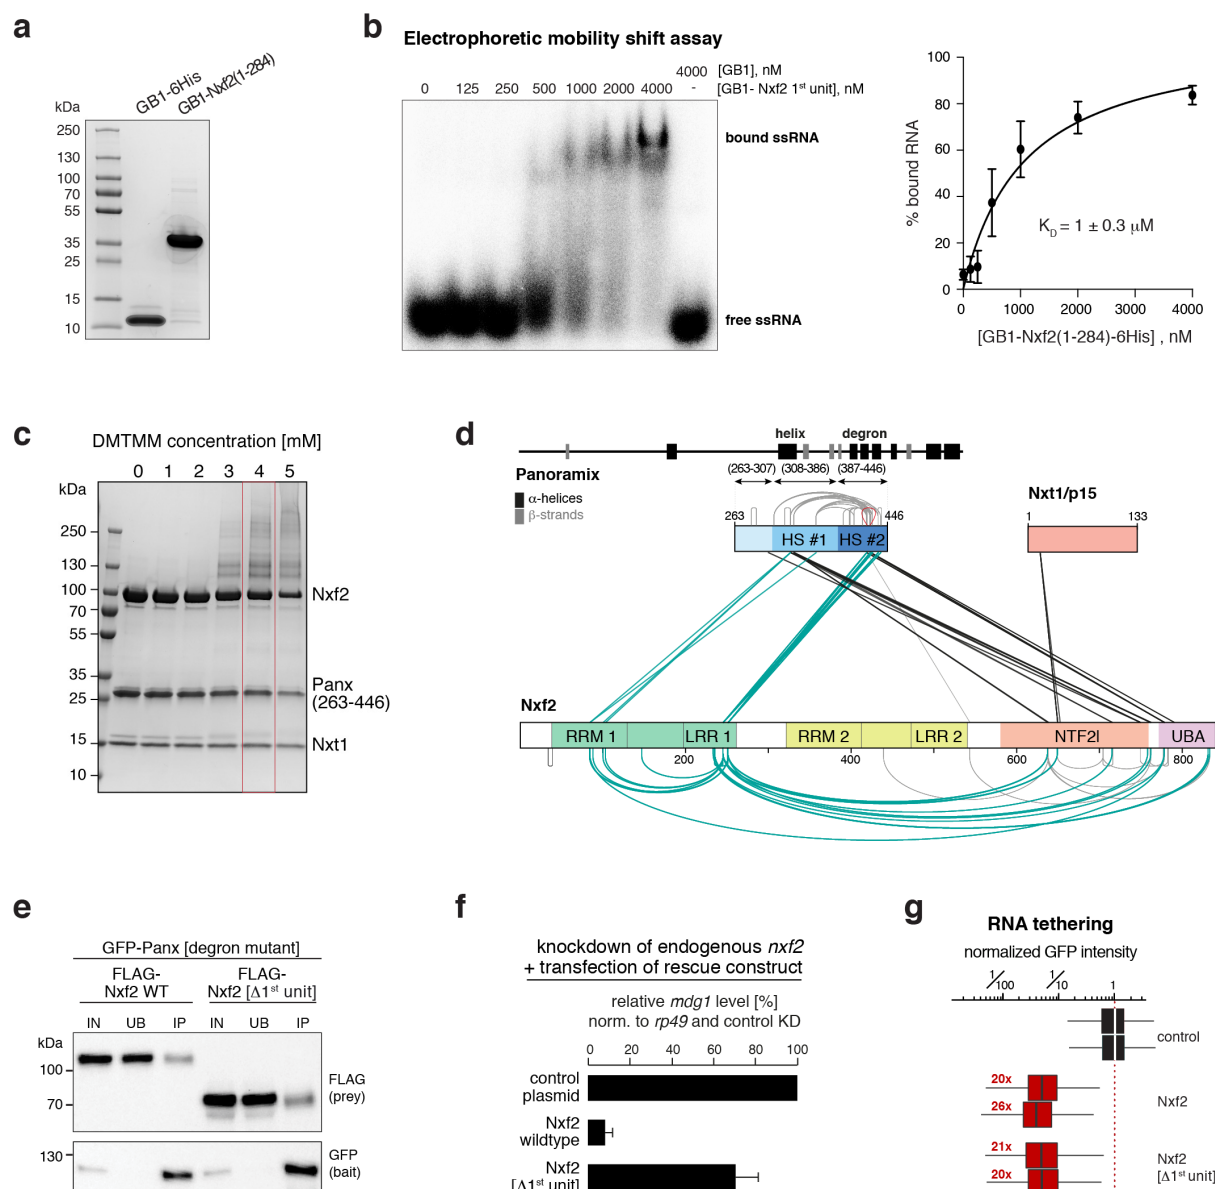 a
GB1-6His
GB1-Nxf2(1-284)
kDa
250
130
100
70
55
35
25
15
10
b
Electrophoretic mobility shift assay
4000 [GB1], nM
0 125 250 500 1000 2000 4000 - [GB1- Nxf2 1st unit], nM
bound ssRNA
free ssRNA
% bound RNA
100
80
60
40
20
0
KD = 1 ± 0.3 µM
0 1000 2000 3000 4000
[GB1-Nxf2(1-284)-6His] , nM
c
DMTMM concentration [mM]
0 1 2 3 4 5
kDa
250
130
100
70
55
35
25
15
10
Nxf2
Panx
(263-446)
Nxt1
d
helix degron
Panoramix
(263-307) (308-386) (387-446)
α-helices
β-strands
263 446
HS #1 HS #2
Nxt1/p15
1 133
Nxf2
RRM 1 LRR 1 RRM 2 LRR 2 NTF2l UBA
200 400 600 800
e
GFP-Panx [degron mutant]
FLAG-
Nxf2 WT
FLAG-
Nxf2 [Δ1st unit]
IN UB IP IN UB IP
kDa
100
70
FLAG
(prey)
130
GFP
(bait)
f
knockdown of endogenous nxf2
+ transfection of rescue construct
relative mdg1 level [%]
norm. to rp49 and control KD
0 20 40 60 80 100
control
plasmid
Nxf2
wildtype
Nxf2
[Δ1st unit]
g
RNA tethering
normalized GFP intensity
1/100 1/10 1
control
20x
26x
Nxf2
21x
20x
Nxf2
[Δ1st unit]